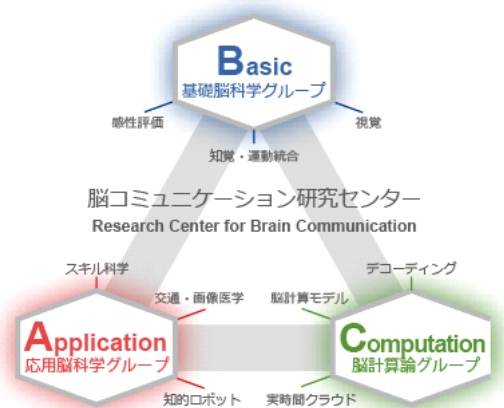 Basic
基礎脳科学グループ
感性評価
視覚
知覚・運動統合
脳コミュニケーション研究センター
Research Center for Brain Communication
スキル科学
デコーディング
交通・画像医学
脳計算モデル
Application
応用脳科学グループ
Computation
脳計算論グループ
知的ロボット
実時間クラウド